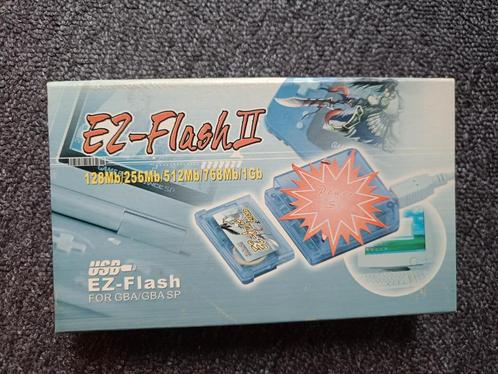 EZ-Flash II
128Mb/256Mb/512Mb/768Mb/1Gb
USB
EZ-Flash
FOR GBA/GBA SP